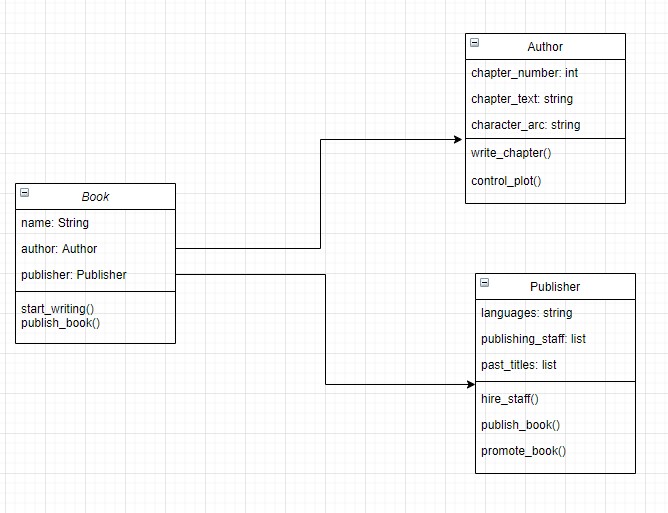 Author
chapter_number: int
chapter_text: string
character_arc: string
write_chapter()
control_plot()
Book
name: String
author: Author
publisher: Publisher
start_writing()
publish_book()
Publisher
languages: string
publishing_staff: list
past_titles: list
hire_staff()
publish_book()
promote_book()